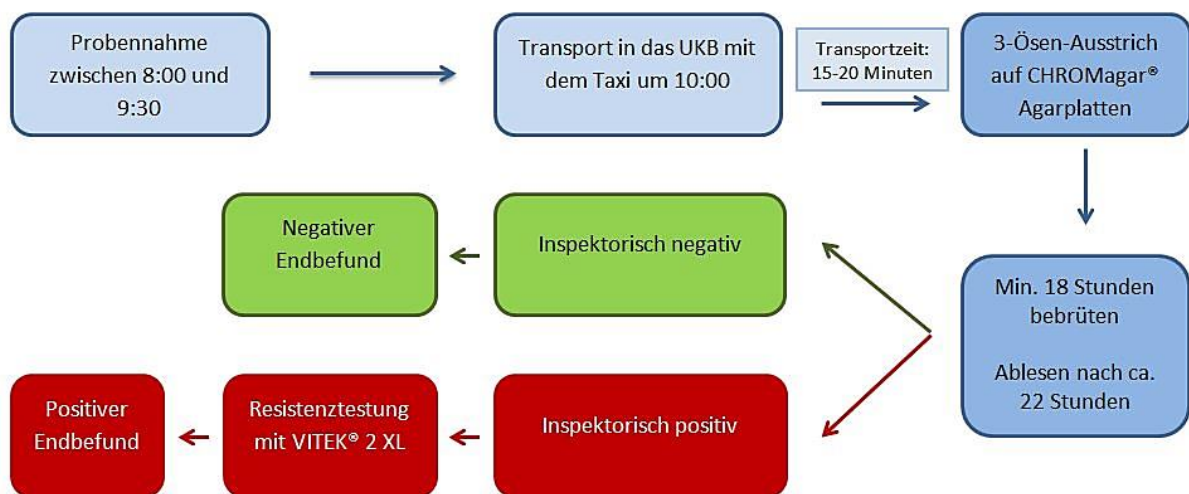 Probennahme
zwischen 8:00 und
9:30
Transport in das UKB mit
dem Taxi um 10:00
Transportzeit:
15-20 Minuten
3-Ösen-Ausstrich
auf CHROMagar®
Agarplatten
Min. 18 Stunden
bebrüten
Ablesen nach ca.
22 Stunden
Inspektorisch negativ
Negativer
Endbefund
Inspektorisch positiv
Resistenztestung
mit VITEK® 2 XL
Positiver
Endbefund